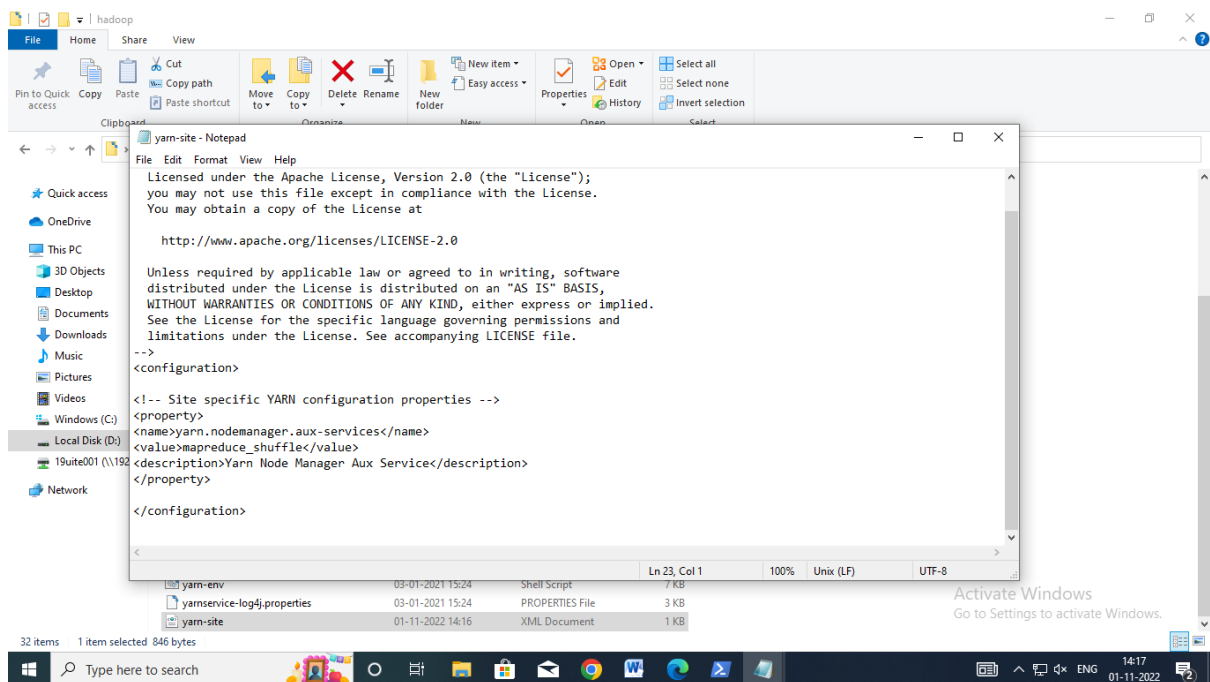 hadoop
File Home Share View
Pin to Quick access
Copy
Paste
Cut
Copy path
Paste shortcut
Move to
Copy to
Delete
Rename
New folder
New item
Easy access
Properties
Open
Edit
History
Select all
Select none
Invert selection
Clipboard Organize New Open Select
yarn-site - Notepad
File Edit Format View Help
Licensed under the Apache License, Version 2.0 (the "License");
you may not use this file except in compliance with the License.
You may obtain a copy of the License at
http://www.apache.org/licenses/LICENSE-2.0
Unless required by applicable law or agreed to in writing, software
distributed under the License is distributed on an "AS IS" BASIS,
WITHOUT WARRANTIES OR CONDITIONS OF ANY KIND, either express or implied.
See the License for the specific language governing permissions and
limitations under the License. See accompanying LICENSE file.
-->
<configuration>
<!-- Site specific YARN configuration properties -->
<property>
<name>yarn.nodemanager.aux-services</name>
<value>mapreduce_shuffle</value>
<description>Yarn Node Manager Aux Service</description>
</property>
</configuration>
Ln 23, Col 1 100% Unix (LF) UTF-8
Quick access
OneDrive
This PC
3D Objects
Desktop
Documents
Downloads
Music
Pictures
Videos
Windows (C:)
Local Disk (D:)
19uite001 (\\192
Network
yarn-env 03-01-2021 15:24 Shell Script 7 KB
yarnservice-log4j.properties 03-01-2021 15:24 PROPERTIES File 3 KB
yarn-site 01-11-2022 14:16 XML Document 1 KB
Activate Windows
Go to Settings to activate Windows.
32 items 1 item selected 846 bytes
Type here to search
ENG
14:17
01-11-2022
2